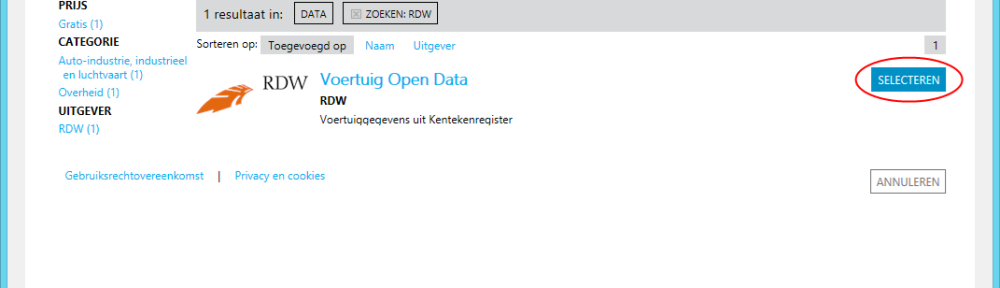 PRIJS
Gratis (1)
CATEGORIE
Auto-industrie, industrieel
en luchtvaart (1)
Overheid (1)
UITGEVER
RDW (1)
1 resultaat in: DATA ZOEKEN: RDW
Sorteren op: Toegevoegd op Naam Uitgever 1
RDW Voertuig Open Data SELECTEREN
RDW
Voertuiggegevens uit Kentekenregister
Gebruiksrechtovereenkomst | Privacy en cookies
ANNULEREN